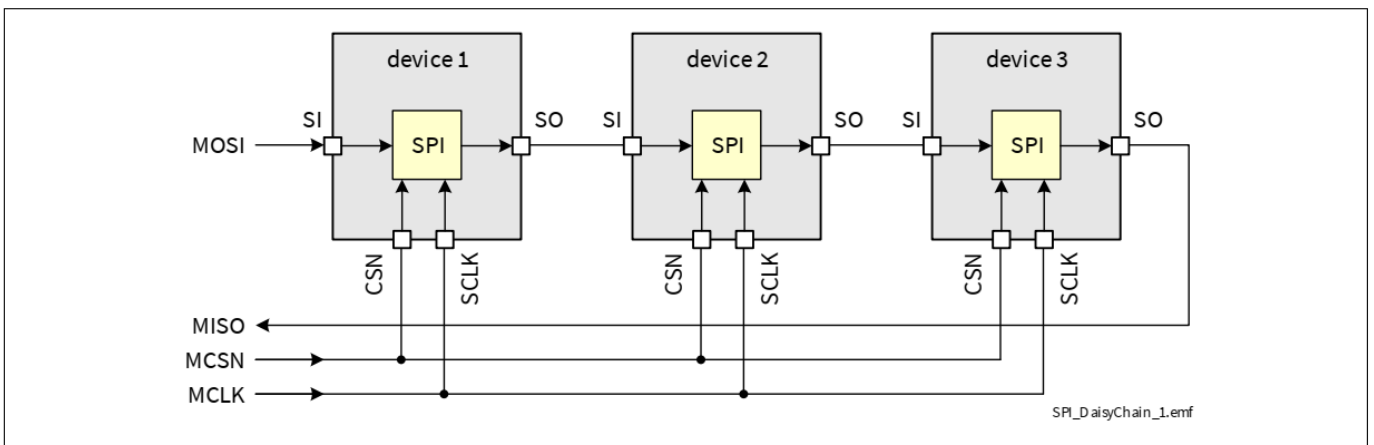 device 1
device 2
device 3
SI
SO
SI
SO
SI
SO
MOSI
SPI
SPI
SPI
CSN
SCLK
CSN
SCLK
CSN
SCLK
MISO
MCSN
MCLK
SPI_DaisyChain_1.emf